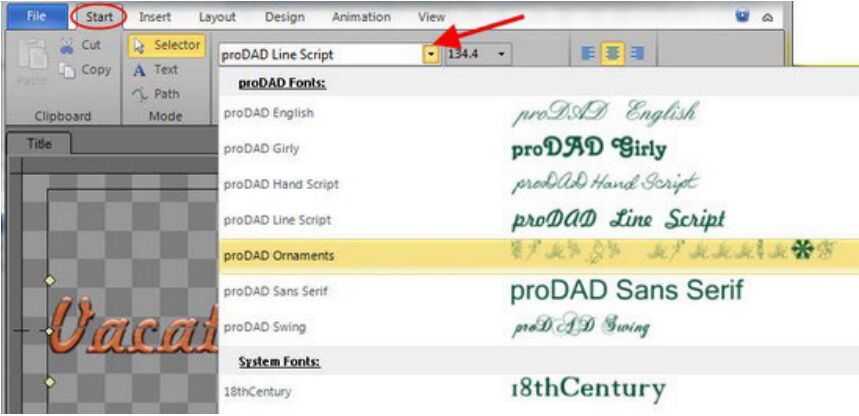 File Start Insert Layout Design Animation View
Cut Selector proDAD Line Script 134.4
Paste Copy A Text
Path
Clipboard Mode
Title
proDAD Fonts:
proDAD English proDAD English
proDAD Girly proDAD Girly
proDAD Hand Script proDAD Hand Script
proDAD Line Script proDAD Line Script
proDAD Ornaments
proDAD Sans Serif proDAD Sans Serif
proDAD Swing proDAD Swing
System Fonts:
18thCentury 18thCentury
Vacat